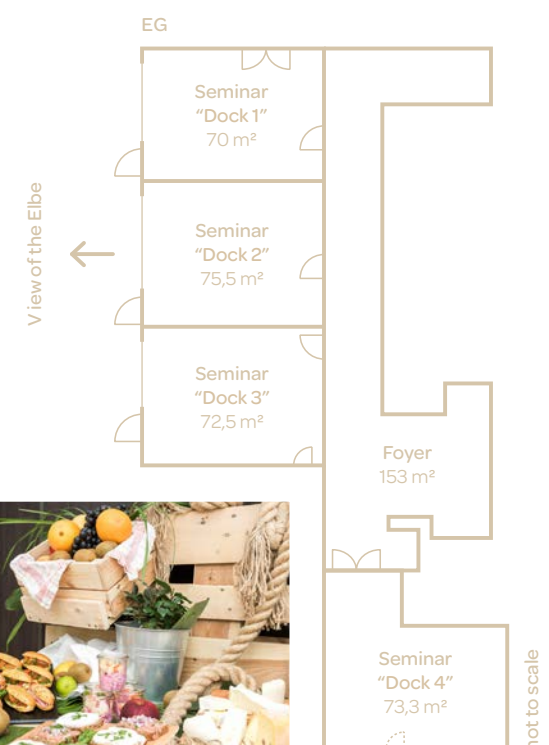 EG
Seminar
“Dock 1”
70 m²
View of the Elbe
Seminar
“Dock 2”
75,5 m²
Seminar
“Dock 3”
72,5 m²
Foyer
153 m²
Seminar
“Dock 4”
73,3 m²
not to scale